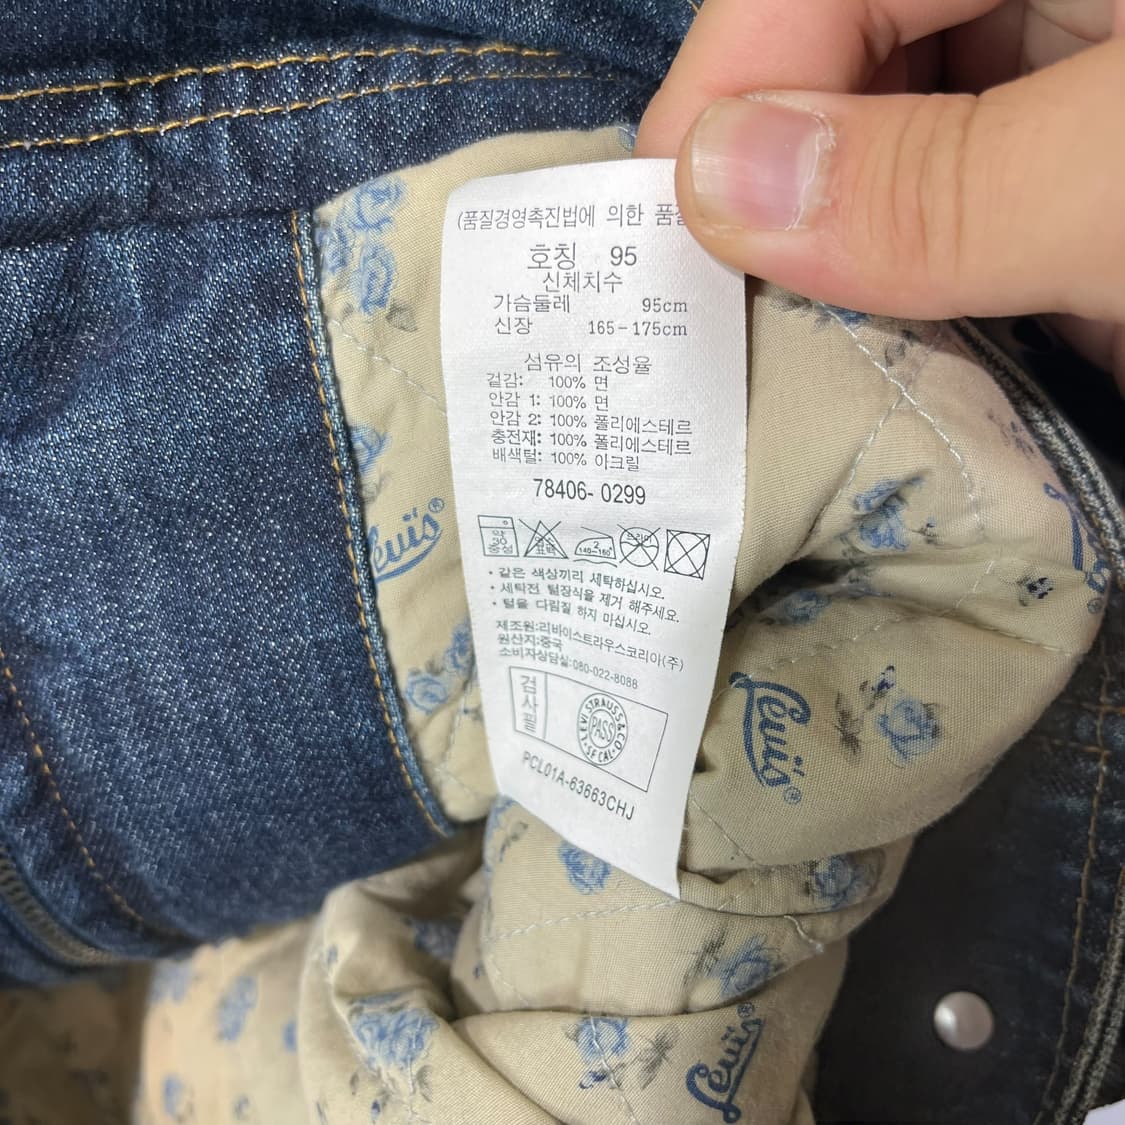 (품질경영촉진법에 의한 품질
호칭 95
신체치수
가슴둘레 95cm
신장 165-175cm
섬유의 조성율
겉감: 100% 면
안감 1: 100% 면
안감 2: 100% 폴리에스테르
충전재: 100% 폴리에스테르
배색털: 100% 아크릴
78406-0299
약 30 중성
염소 표백
2 140~160°
드라이
• 같은 색상끼리 세탁하십시오.
• 세탁전 털장식을 제거 해주세요.
• 털을 다림질 하지 마십시오.
제조원:리바이스트라우스코리아(주)
원산지:중국
소비자상담실:080-022-8088
검사필
LEVI STRAUSS & CO.
PASS
SF CAL.
PCL01A-63663CHJ
Levi's®
Levi's®
Levi's®